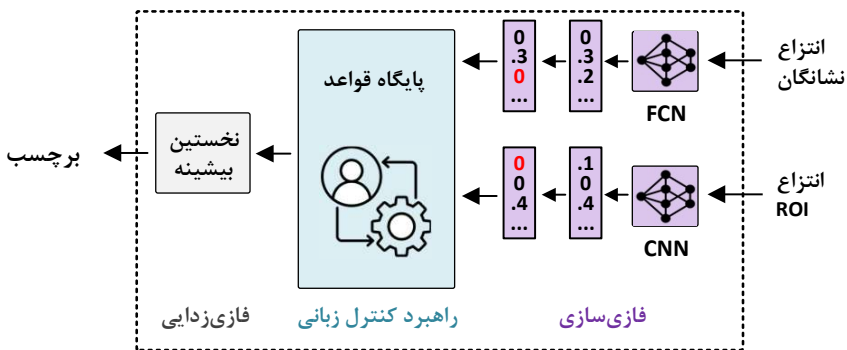 انتزاع
نشانگان
FCN
0
.3
.2
...
0
.3
0
...
انتزاع
ROI
CNN
.1
0
.4
...
0
0
.4
...
پایگاه قواعد
نخستین
بیشینه
برچسب
فازی‌سازی
راهبرد کنترل زبانی
فازی‌زدایی